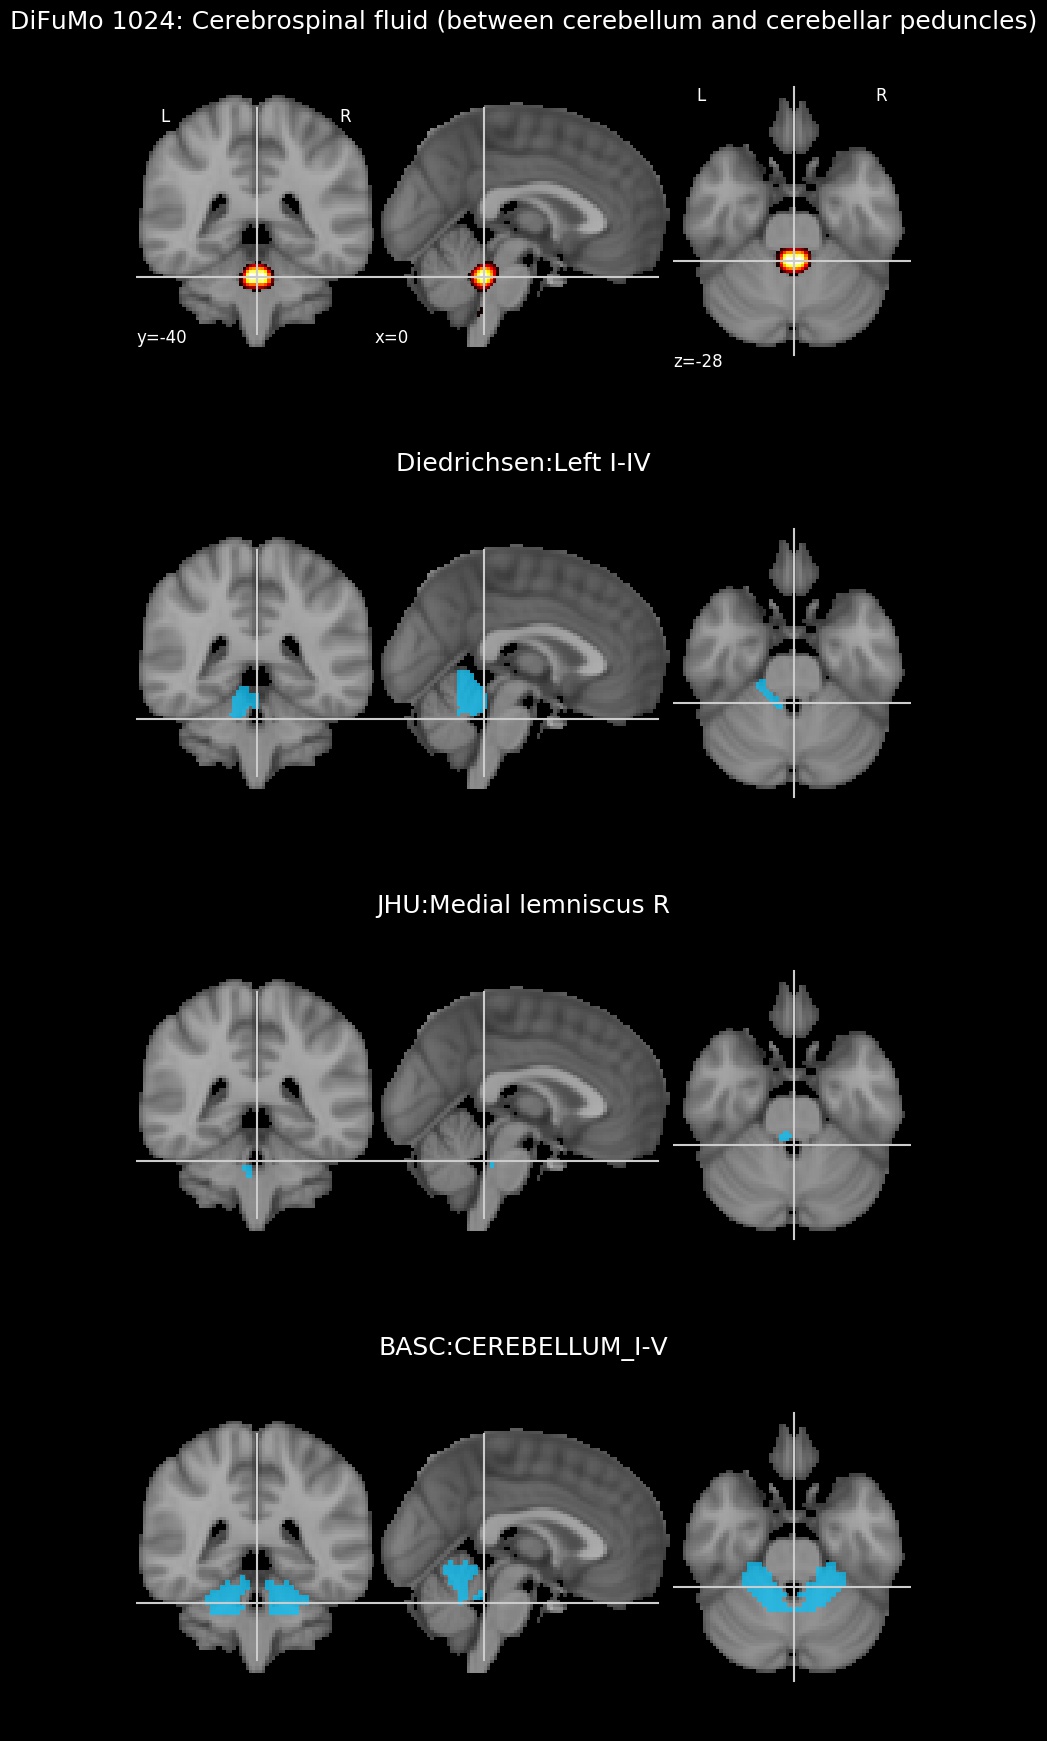 DiFuMo 1024: Cerebrospinal fluid (between cerebellum and cerebellar peduncles)
L R L R
y=-40 x=0 z=-28
Diedrichsen:Left I-IV
JHU:Medial lemniscus R
BASC:CEREBELLUM_I-V